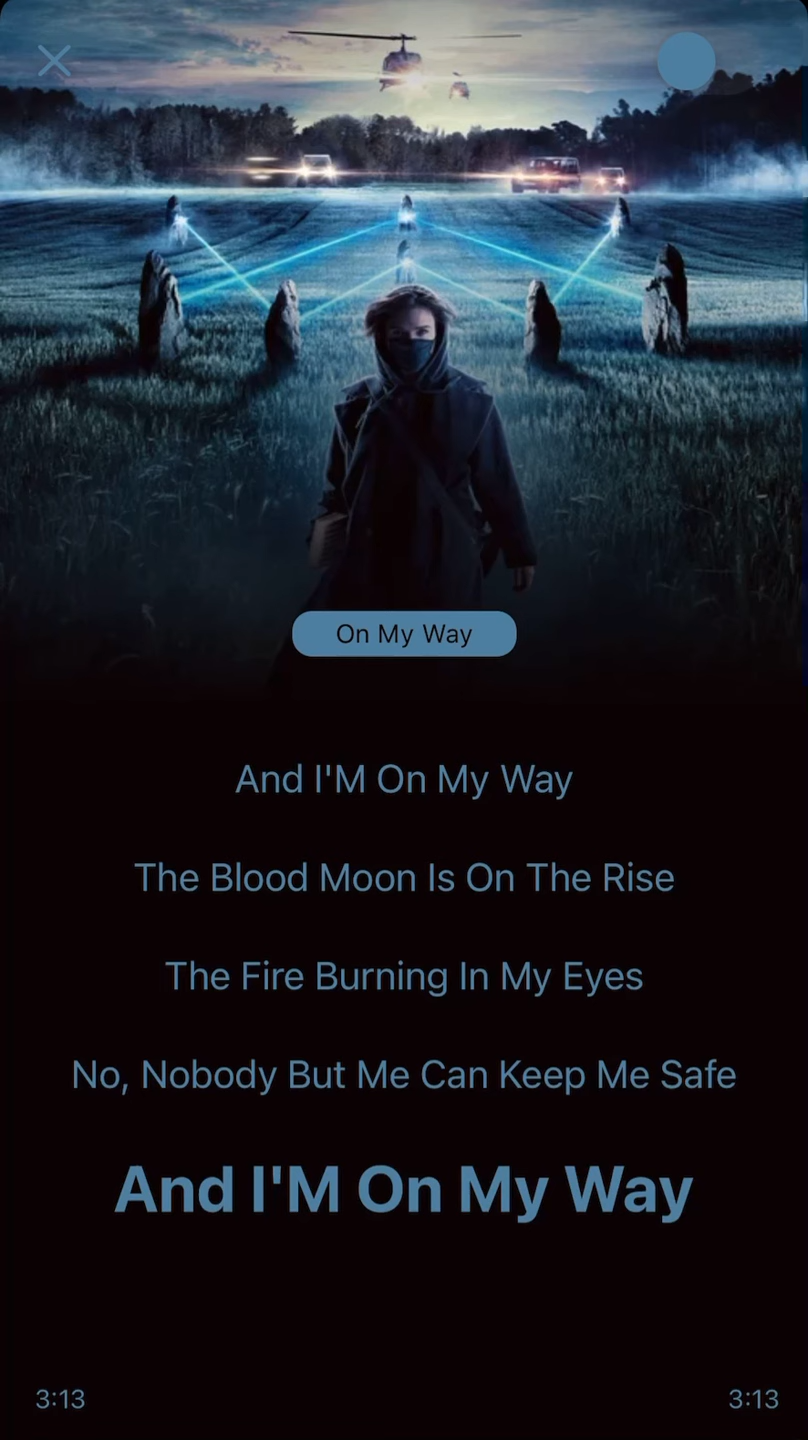 On My Way
And I'M On My Way
The Blood Moon Is On The Rise
The Fire Burning In My Eyes
No, Nobody But Me Can Keep Me Safe
And I'M On My Way
3:13
3:13